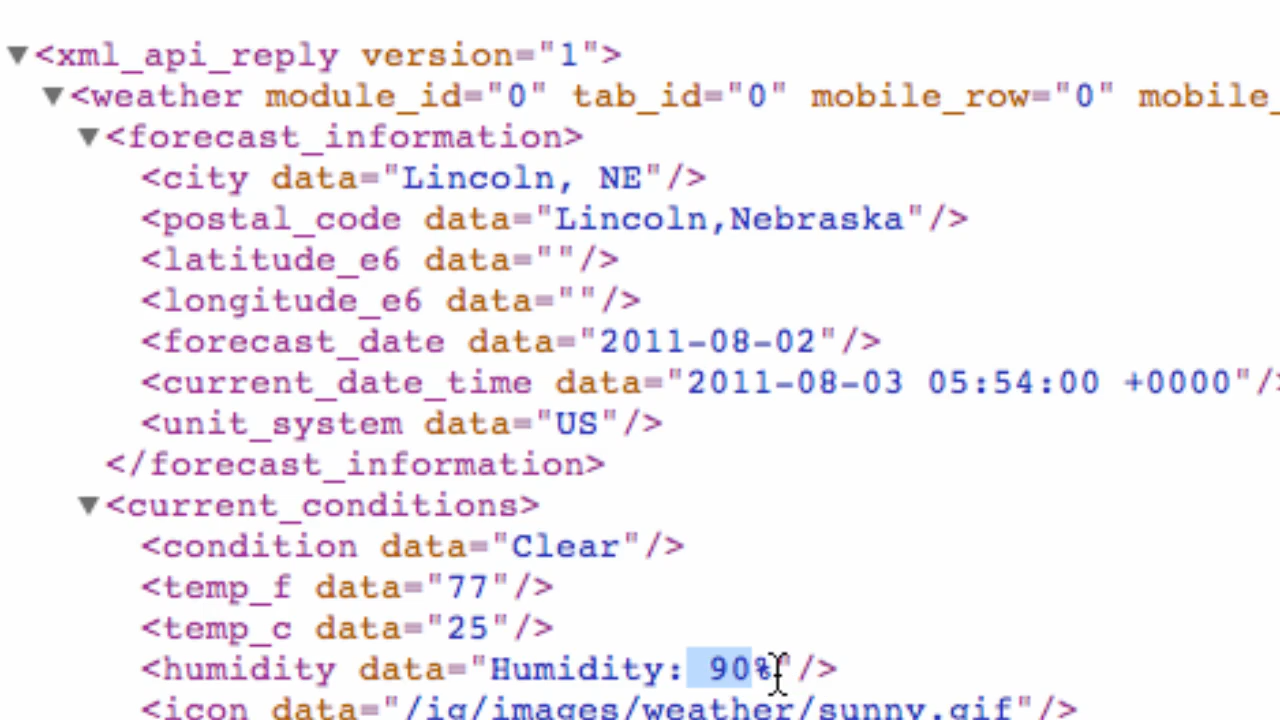 ▼<xml_api_reply version="1">
▼<weather module_id="0" tab_id="0" mobile_row="0" mobile_
▼<forecast_information>
<city data="Lincoln, NE"/>
<postal_code data="Lincoln,Nebraska"/>
<latitude_e6 data=""/>
<longitude_e6 data=""/>
<forecast_date data="2011-08-02"/>
<current_date_time data="2011-08-03 05:54:00 +0000"/>
<unit_system data="US"/>
</forecast_information>
▼<current_conditions>
<condition data="Clear"/>
<temp_f data="77"/>
<temp_c data="25"/>
<humidity data="Humidity: 90%"/>
<icon data="/ig/images/weather/sunny.gif"/>